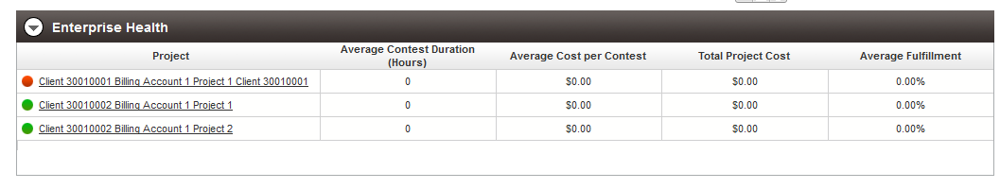 Enterprise Health
Project
Average Contest Duration
(Hours)
Average Cost per Contest
Total Project Cost
Average Fulfillment
Client 30010001 Billing Account 1 Project 1 Client 30010001 0 $0.00 $0.00 0.00%
Client 30010002 Billing Account 1 Project 1 0 $0.00 $0.00 0.00%
Client 30010002 Billing Account 1 Project 2 0 $0.00 $0.00 0.00%